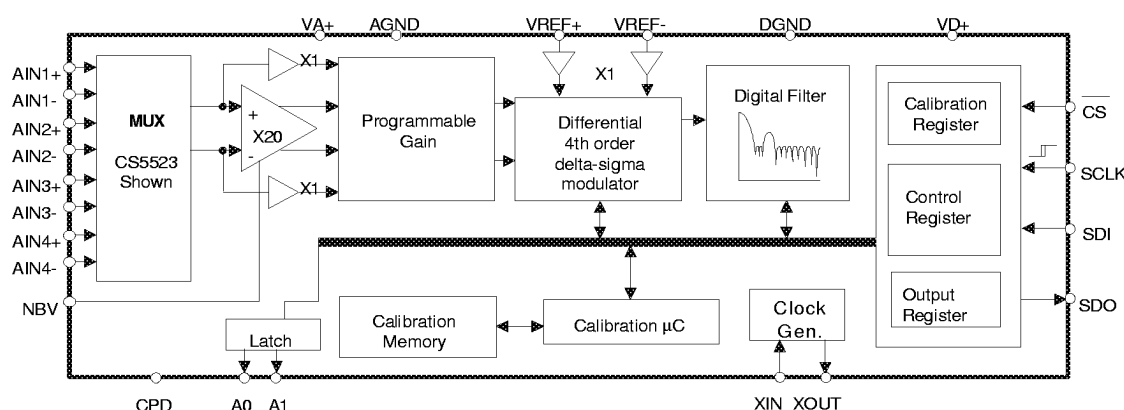 VA+ AGND VREF+ VREF- DGND VD+
AIN1+
AIN1-
AIN2+
AIN2-
AIN3+
AIN3-
AIN4+
AIN4-
NBV
MUX
CS5523
Shown
X1
+
X20
-
X1
Programmable
Gain
X1
Differential
4th order
delta-sigma
modulator
Digital Filter
Calibration
Register
Control
Register
Output
Register
CS
SCLK
SDI
SDO
Latch
Calibration
Memory
Calibration µC
Clock
Gen.
CPD A0 A1 XIN XOUT